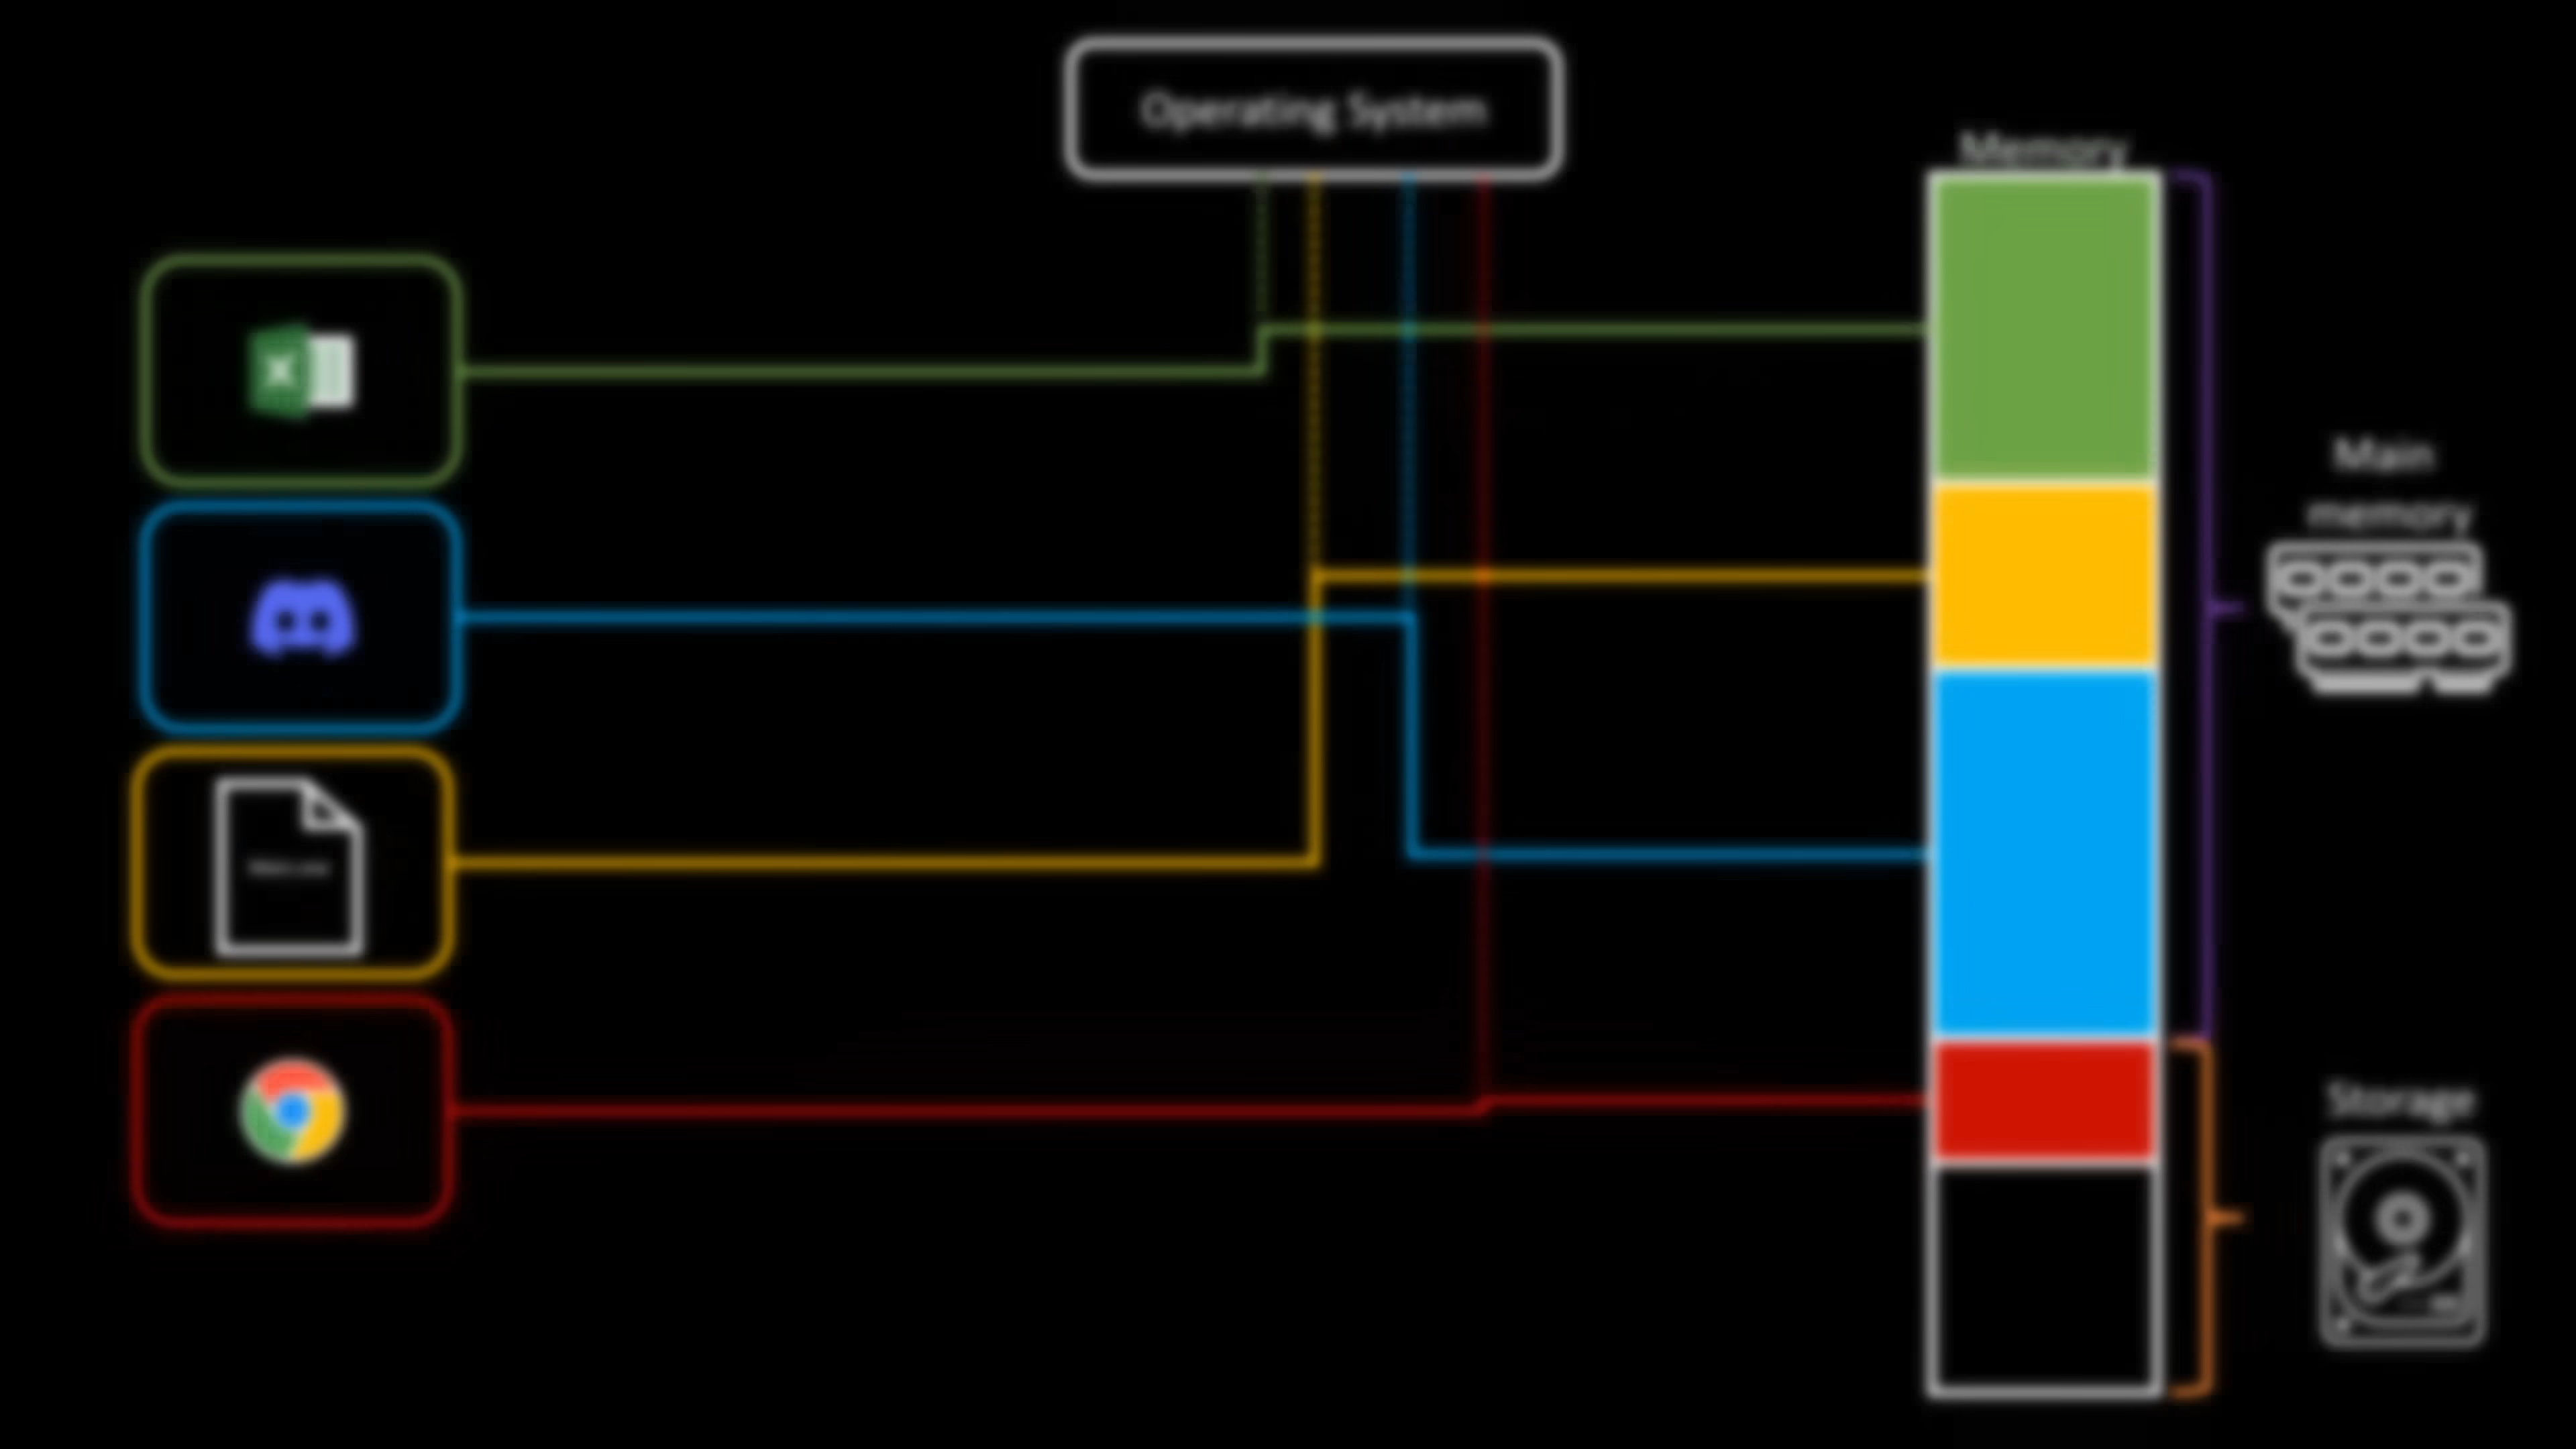 Operating System
Memory
Main
memory
Storage